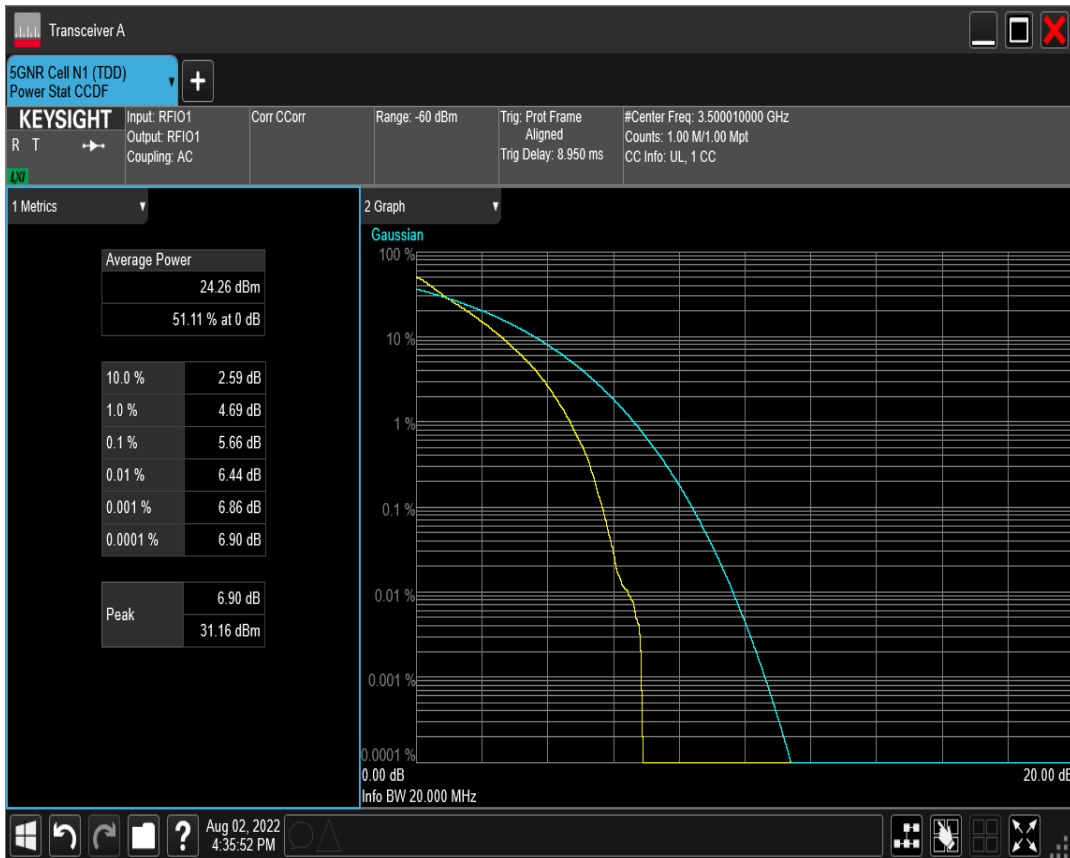 Transceiver A
5GNR Cell N1 (TDD)
Power Stat CCDF
KEYSIGHT
R T
LXI
Input: RFIO1
Output: RFIO1
Coupling: AC
Corr CCorr
Range: -60 dBm
Trig: Prot Frame
Aligned
Trig Delay: 8.950 ms
#Center Freq: 3.500010000 GHz
Counts: 1.00 M/1.00 Mpt
CC Info: UL, 1 CC
1 Metrics
Average Power
24.26 dBm
51.11 % at 0 dB
10.0 % 2.59 dB
1.0 % 4.69 dB
0.1 % 5.66 dB
0.01 % 6.44 dB
0.001 % 6.86 dB
0.0001 % 6.90 dB
Peak
6.90 dB
31.16 dBm
2 Graph
Gaussian
100 %
10 %
1 %
0.1 %
0.01 %
0.001 %
0.0001 %
0.00 dB 20.00 dB
Info BW 20.000 MHz
?
Aug 02, 2022
4:35:52 PM